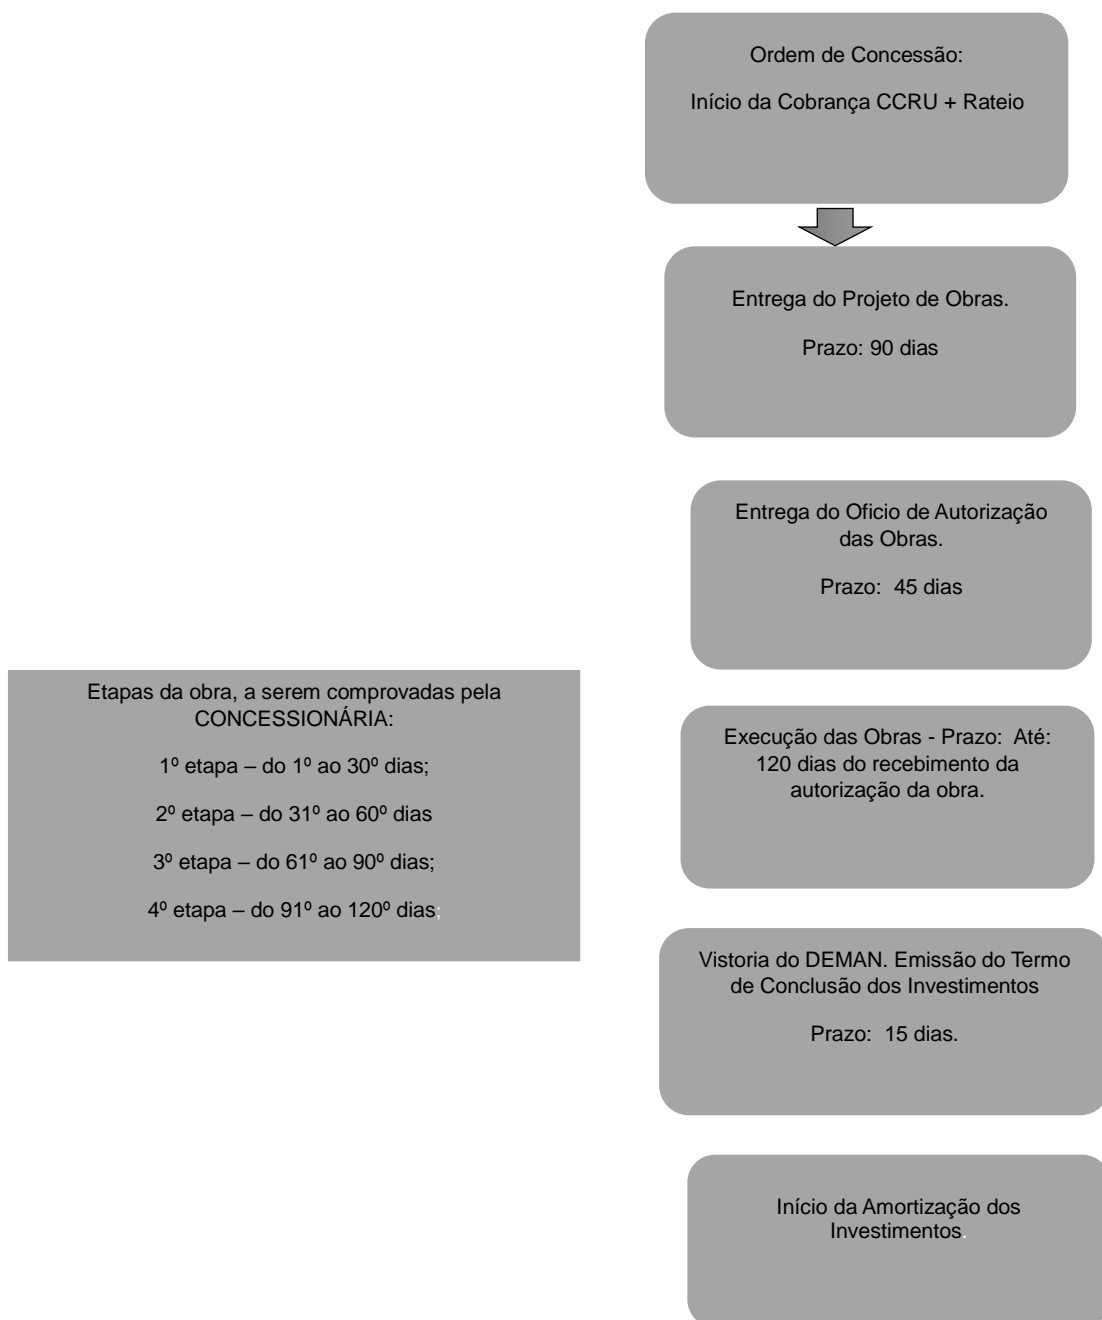 Ordem de Concessão:
Início da Cobrança CCRU + Rateio
Entrega do Projeto de Obras.
Prazo: 90 dias
Entrega do Oficio de Autorização
das Obras.
Prazo:  45 dias
Etapas da obra, a serem comprovadas pela
CONCESSIONÁRIA:
1º etapa – do 1º ao 30º dias;
2º etapa – do 31º ao 60º dias
3º etapa – do 61º ao 90º dias;
4º etapa – do 91º ao 120º dias;
Execução das Obras - Prazo:  Até:
120 dias do recebimento da
autorização da obra.
Vistoria do DEMAN. Emissão do Termo
de Conclusão dos Investimentos
Prazo:  15 dias.
Início da Amortização dos
Investimentos.